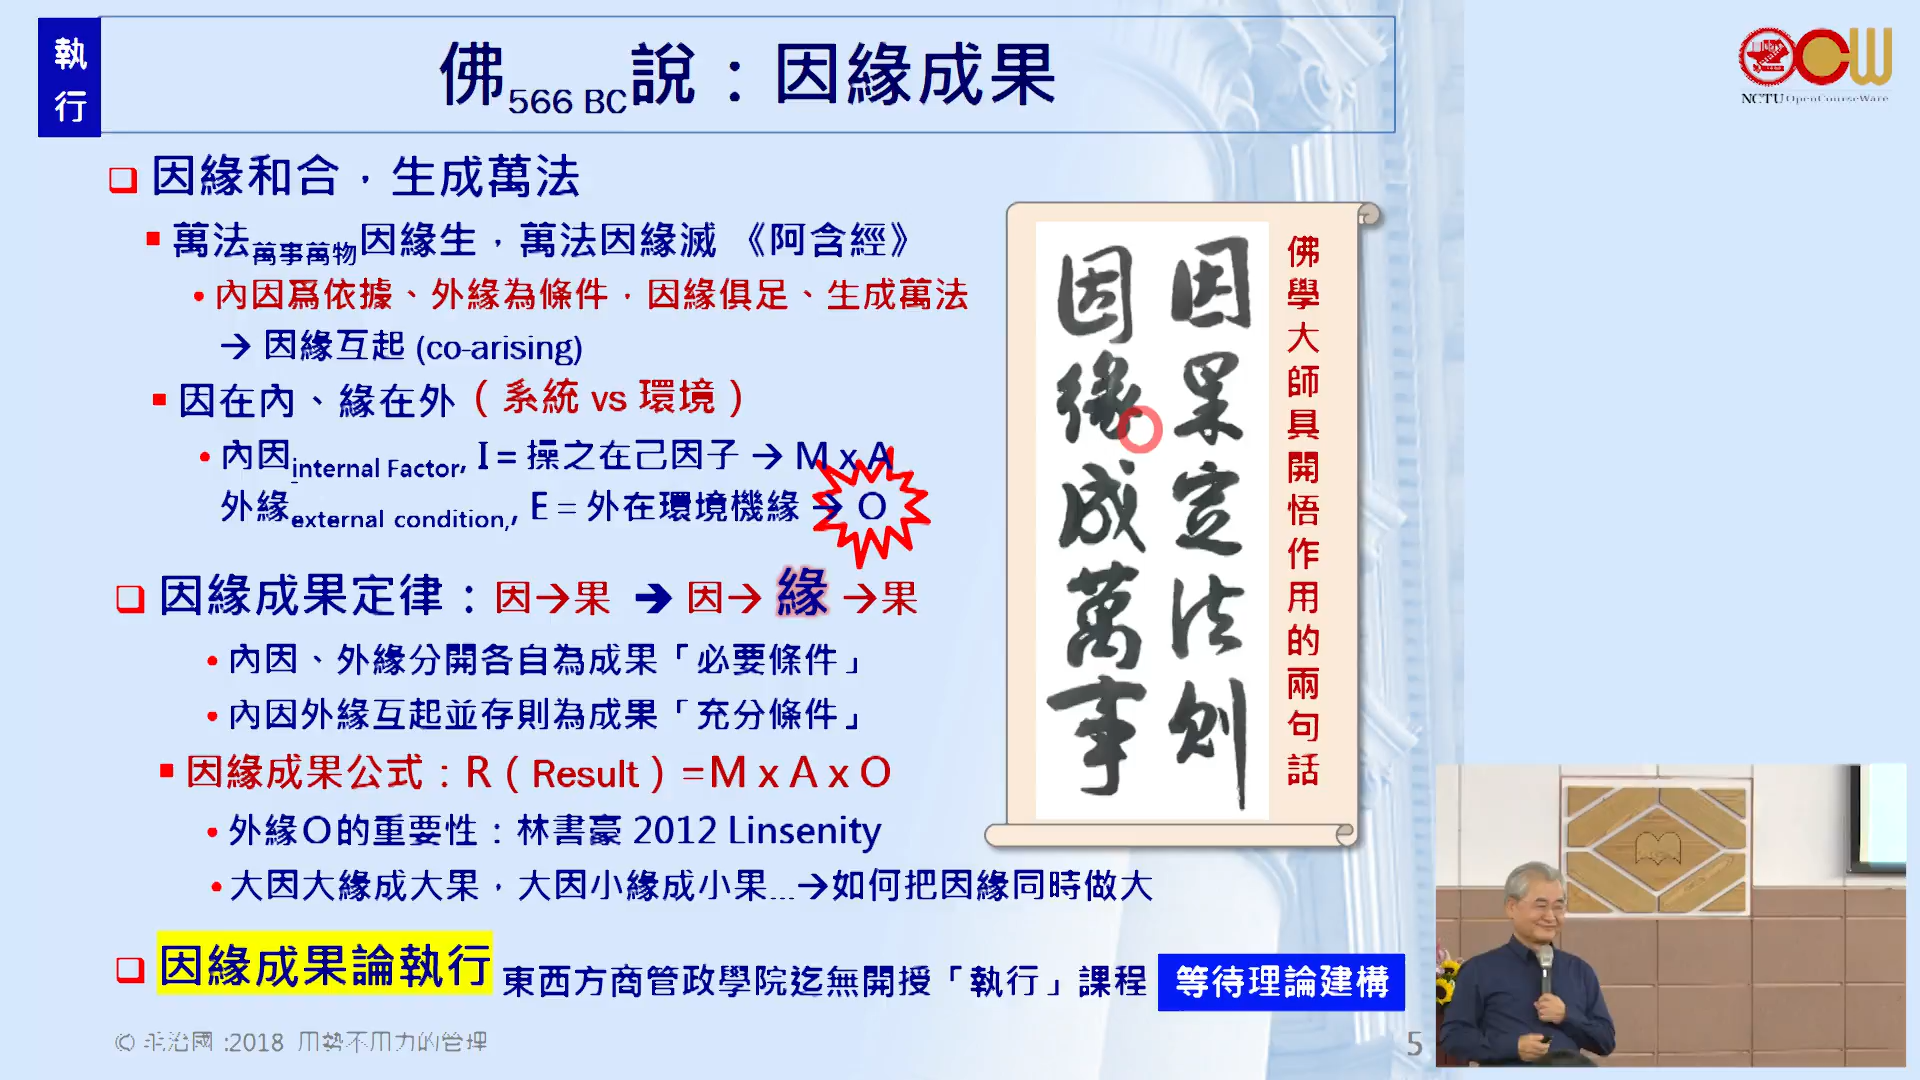 執行
佛566 BC說：因緣成果
NCTU OpenCourseWare
因緣和合，生成萬法
萬法萬事萬物因緣生，萬法因緣滅 《阿含經》
內因爲依據、外緣為條件，因緣俱足、生成萬法
→ 因緣互起 (co-arising)
因在內、緣在外（系統 vs 環境）
內因internal Factor, I = 操之在己因子 → M x A
外緣external condition,, E = 外在環境機緣 → O
因緣成果定律：因→果 ➔ 因→ 緣 →果
內因、外緣分開各自為成果「必要條件」
內因外緣互起並存則為成果「充分條件」
因緣成果公式：R（Result）=M x A x O
外緣O的重要性：林書豪 2012 Linsenity
大因大緣成大果，大因小緣成小果...→如何把因緣同時做大
因緣成果論執行 東西方商管政學院迄無開授「執行」課程 等待理論建構
佛學大師具開悟作用的兩句話
因果定法則
因緣成萬事
© 毛治國 :2018 用勢不用力的管理
5